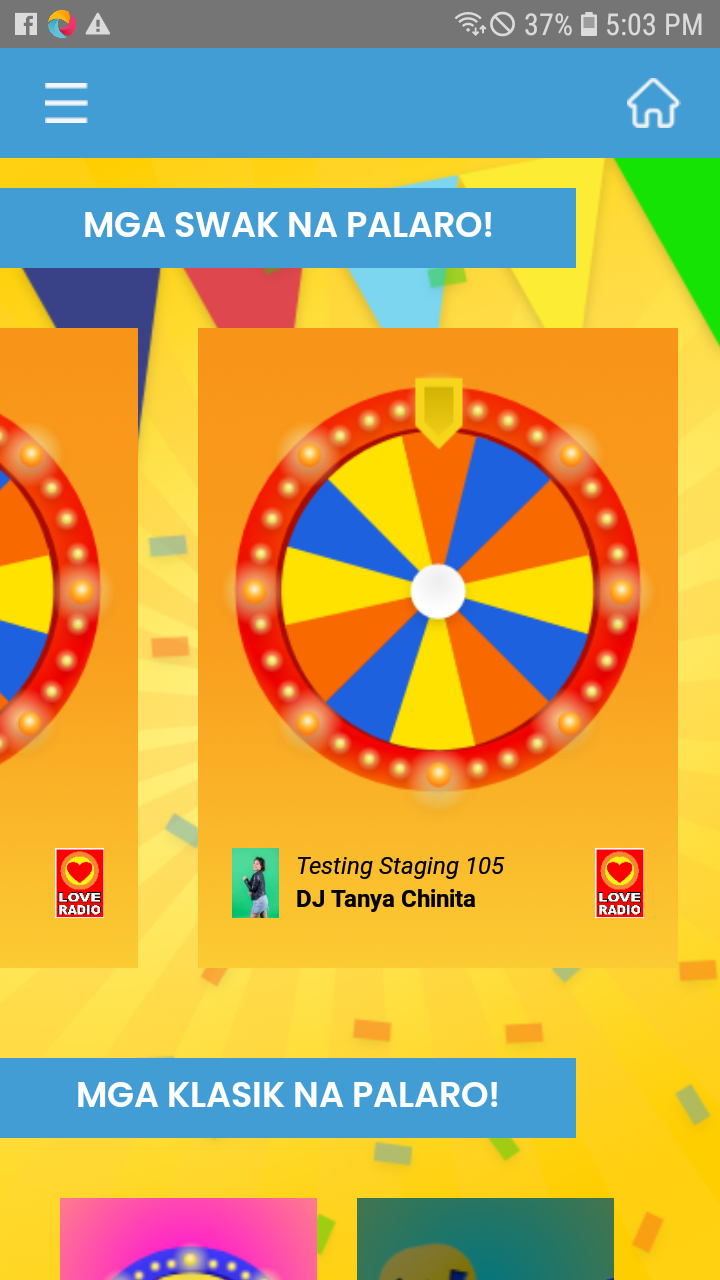 37% 5:03 PM
MGA SWAK NA PALARO!
LOVE
RADIO
Testing Staging 105
DJ Tanya Chinita
LOVE
RADIO
MGA KLASIK NA PALARO!